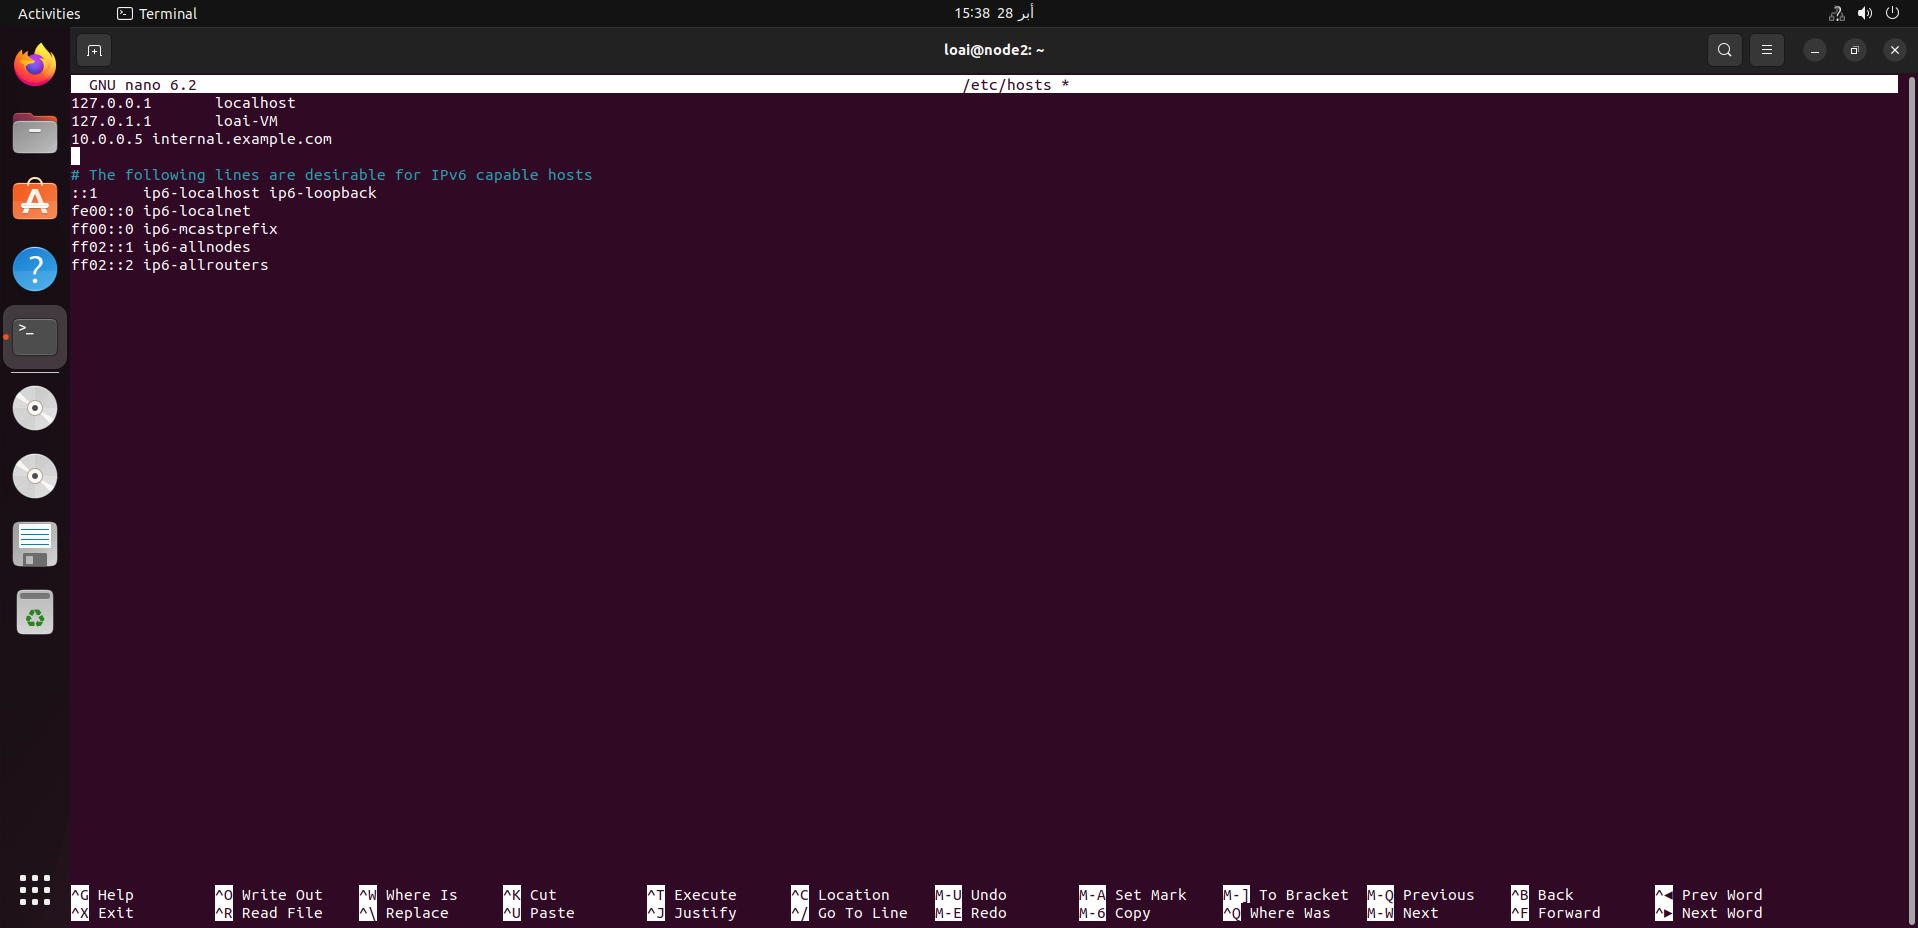 Activities Terminal 15:38 28 أبر
loai@node2: ~
GNU nano 6.2 /etc/hosts *
127.0.0.1 localhost
127.0.1.1 loai-VM
10.0.0.5 internal.example.com
# The following lines are desirable for IPv6 capable hosts
::1 ip6-localhost ip6-loopback
fe00::0 ip6-localnet
ff00::0 ip6-mcastprefix
ff02::1 ip6-allnodes
ff02::2 ip6-allrouters
^G Help ^O Write Out ^W Where Is ^K Cut ^T Execute ^C Location M-U Undo M-A Set Mark M-] To Bracket M-Q Previous ^B Back ^◀ Prev Word
^X Exit ^R Read File ^\ Replace ^U Paste ^J Justify ^/ Go To Line M-E Redo M-6 Copy ^Q Where Was M-W Next ^F Forward ^▶ Next Word